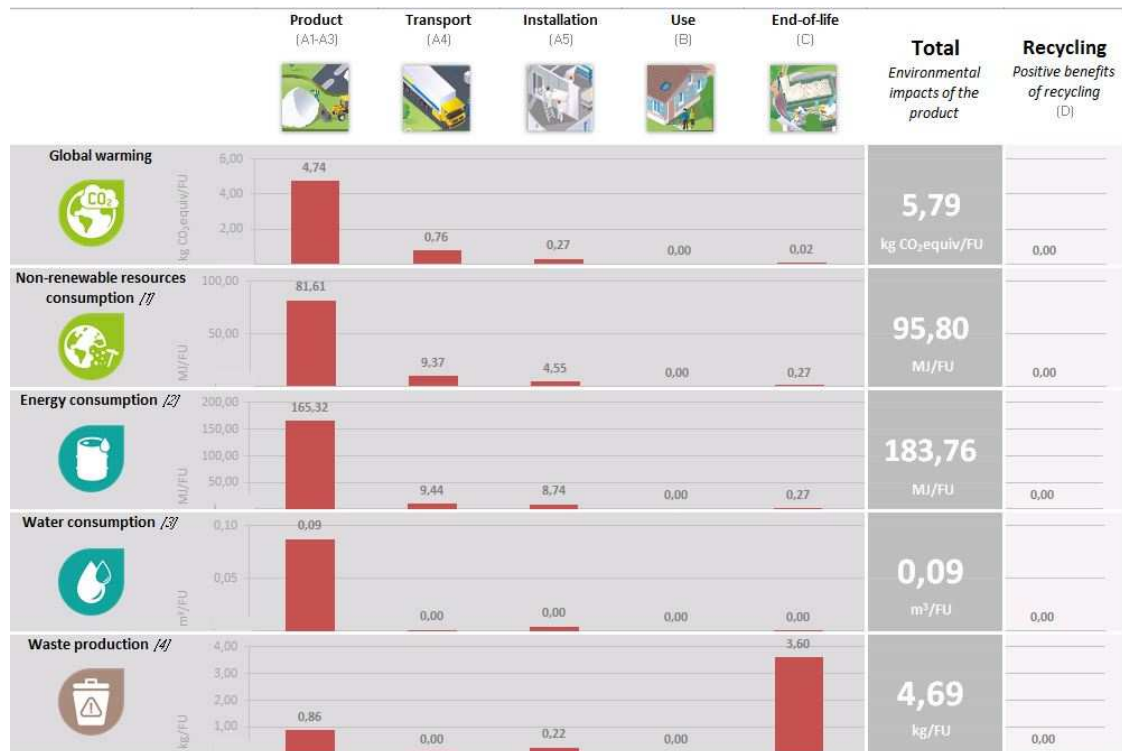 Product
Transport
Installation
Use
End-of-life
(A1-A3)
(A4)
(A5)
(B)
(C)
Total
Environmental
impacts of the
product
Recycling
Positive benefits
of recycling
(D)
Global warming
CO₂
kg CO₂equiv/FU
6,00
4,00
2,00
4,74
0,76
0,27
0,00
0,02
5,79
kg CO₂equiv/FU
0,00
Non-renewable resources
consumption /1/
MJ/FU
100,00
50,00
81,61
9,37
4,55
0,00
0,27
95,80
MJ/FU
0,00
Energy consumption /2/
MJ/FU
200,00
150,00
100,00
50,00
165,32
9,44
8,74
0,00
0,27
183,76
MJ/FU
0,00
Water consumption /3/
m³/FU
0,10
0,05
0,09
0,00
0,00
0,00
0,00
0,09
m³/FU
0,00
Waste production /4/
kg/FU
4,00
3,00
2,00
1,00
0,86
0,00
0,22
0,00
3,60
4,69
kg/FU
0,00